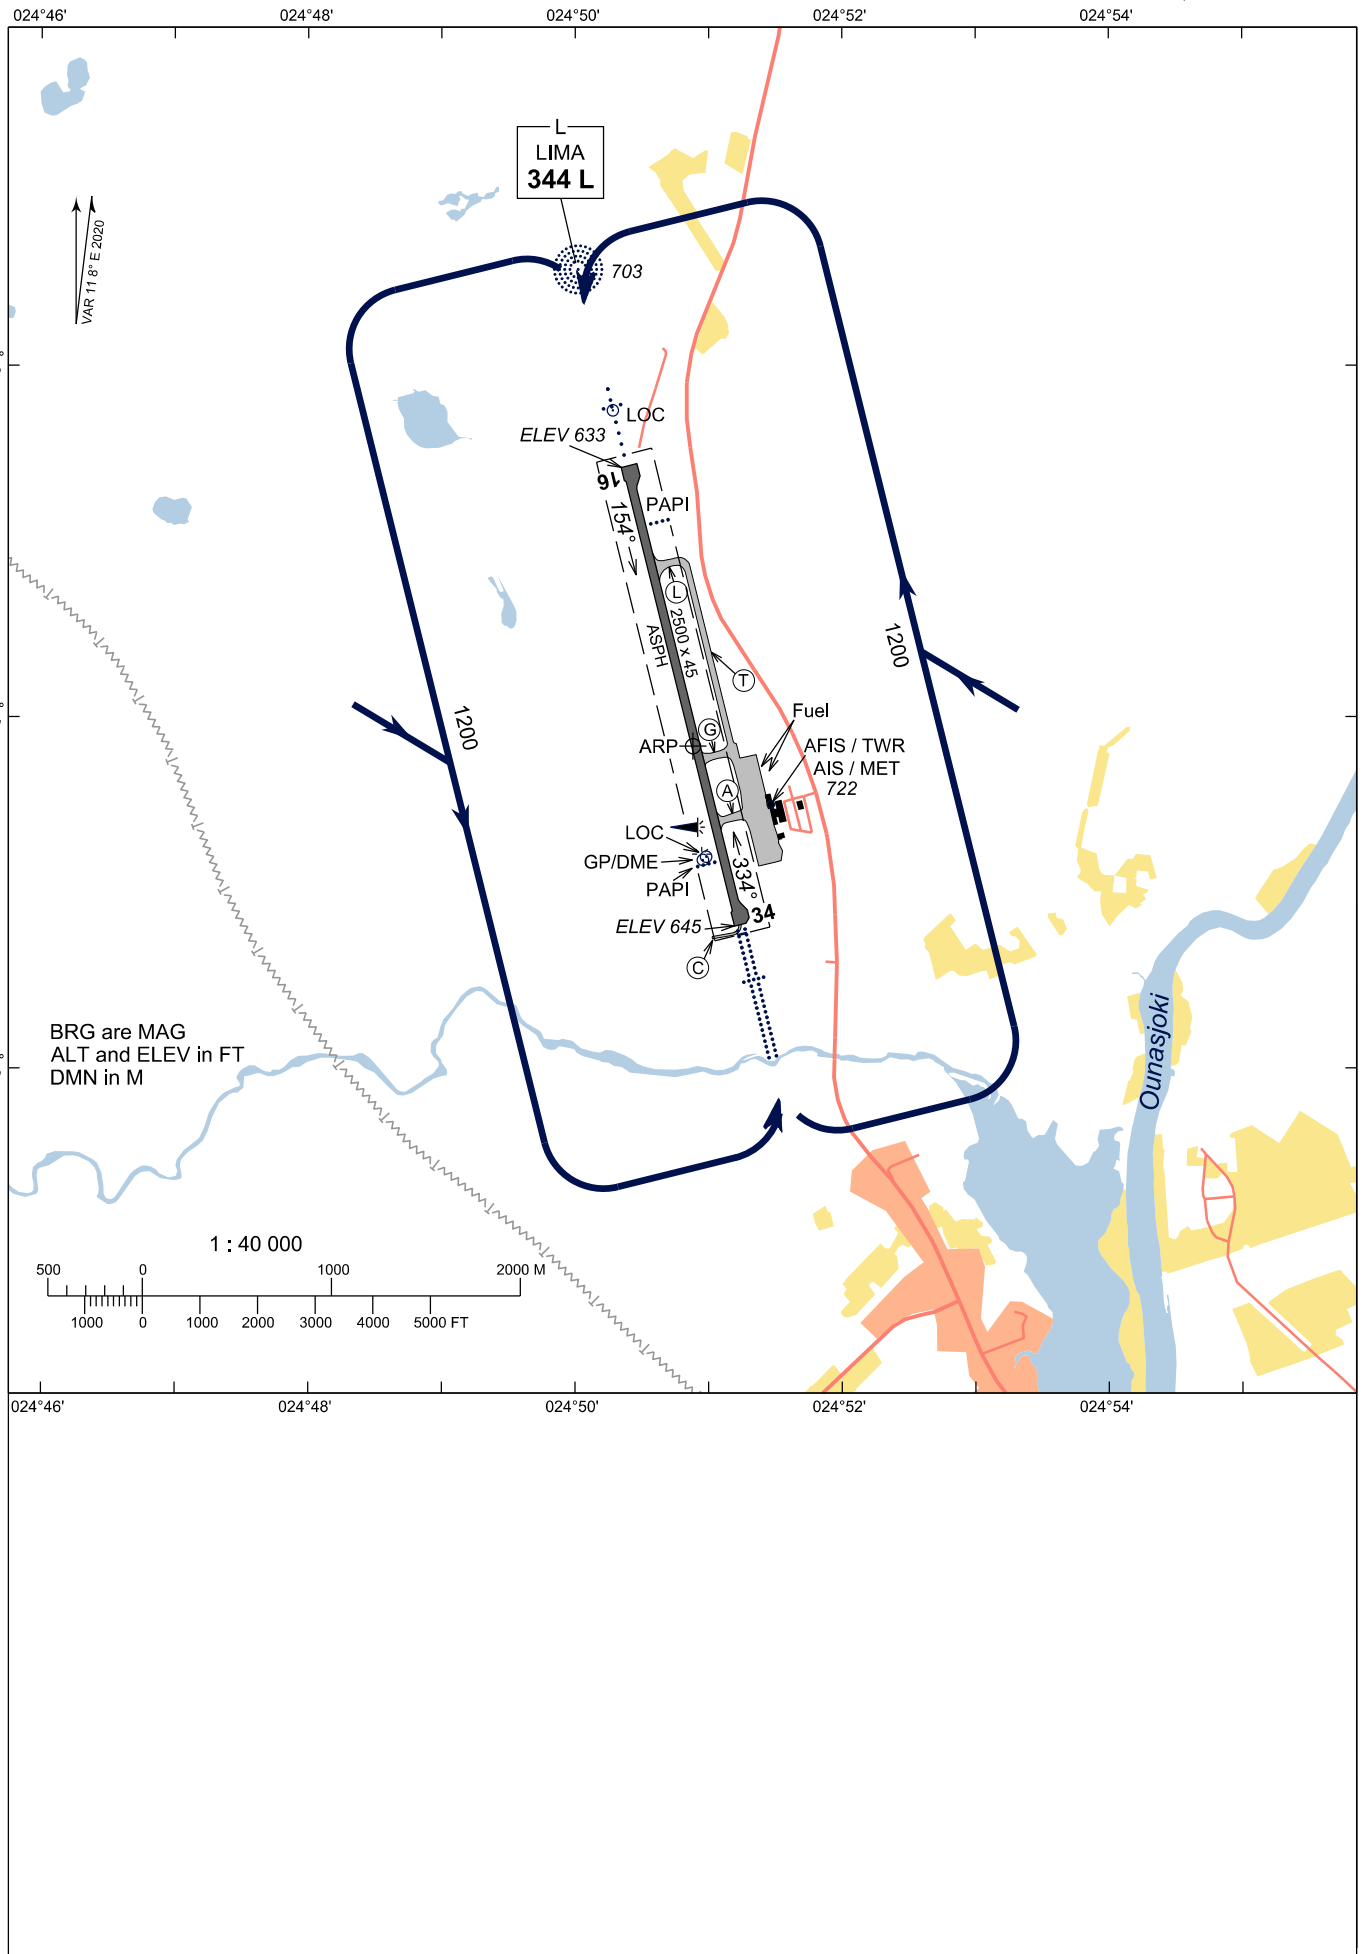 024°46' 024°48' 024°50' 024°52' 024°54'
L
LIMA
344 L
VAR 11 8° E 2020
703
LOC
ELEV 633
16
PAPI
154°
L
2500 x 45
ASPH
T
1200
1200
Fuel
G
ARP
AFIS / TWR
AIS / MET
722
A
LOC
GP/DME
PAPI
334°
34
ELEV 645
C
Ounasjoki
BRG are MAG
ALT and ELEV in FT
DMN in M
1 : 40 000
500 0 1000 2000 M
1000 0 1000 2000 3000 4000 5000 FT
024°46' 024°48' 024°50' 024°52' 024°54'